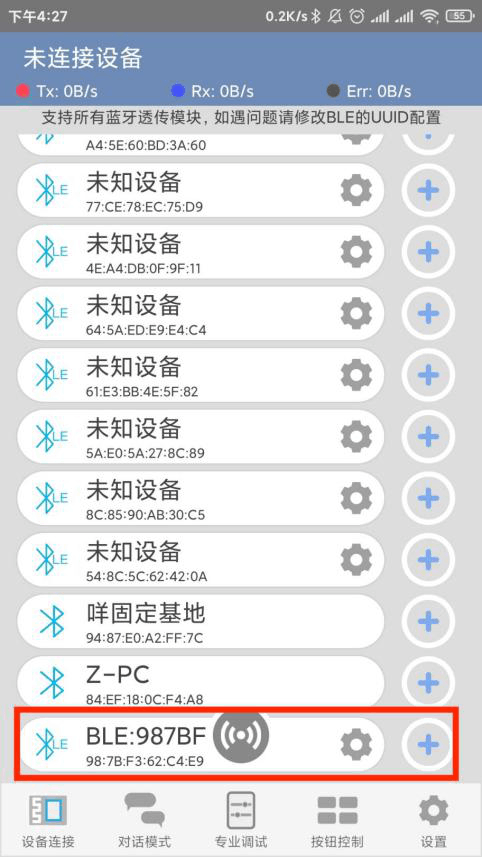 下午4:27
0.2K/s
55
未连接设备
Tx: 0B/s
Rx: 0B/s
Err: 0B/s
支持所有蓝牙透传模块，如遇问题请修改BLE的UUID配置
A4:5E:60:BD:3A:60
LE
未知设备
77:CE:78:EC:75:D9
LE
未知设备
4E:A4:DB:0F:9F:11
LE
未知设备
64:5A:ED:E9:E4:C4
LE
未知设备
61:E3:BB:4E:5F:82
LE
未知设备
5A:E0:5A:27:8C:89
LE
未知设备
8C:85:90:AB:30:C5
LE
未知设备
54:8C:5C:62:42:0A
咩固定基地
94:87:E0:A2:FF:7C
Z-PC
84:EF:18:0C:F4:A8
LE
BLE:987BF
98:7B:F3:62:C4:E9
设备连接
对话模式
专业调试
按钮控制
设置